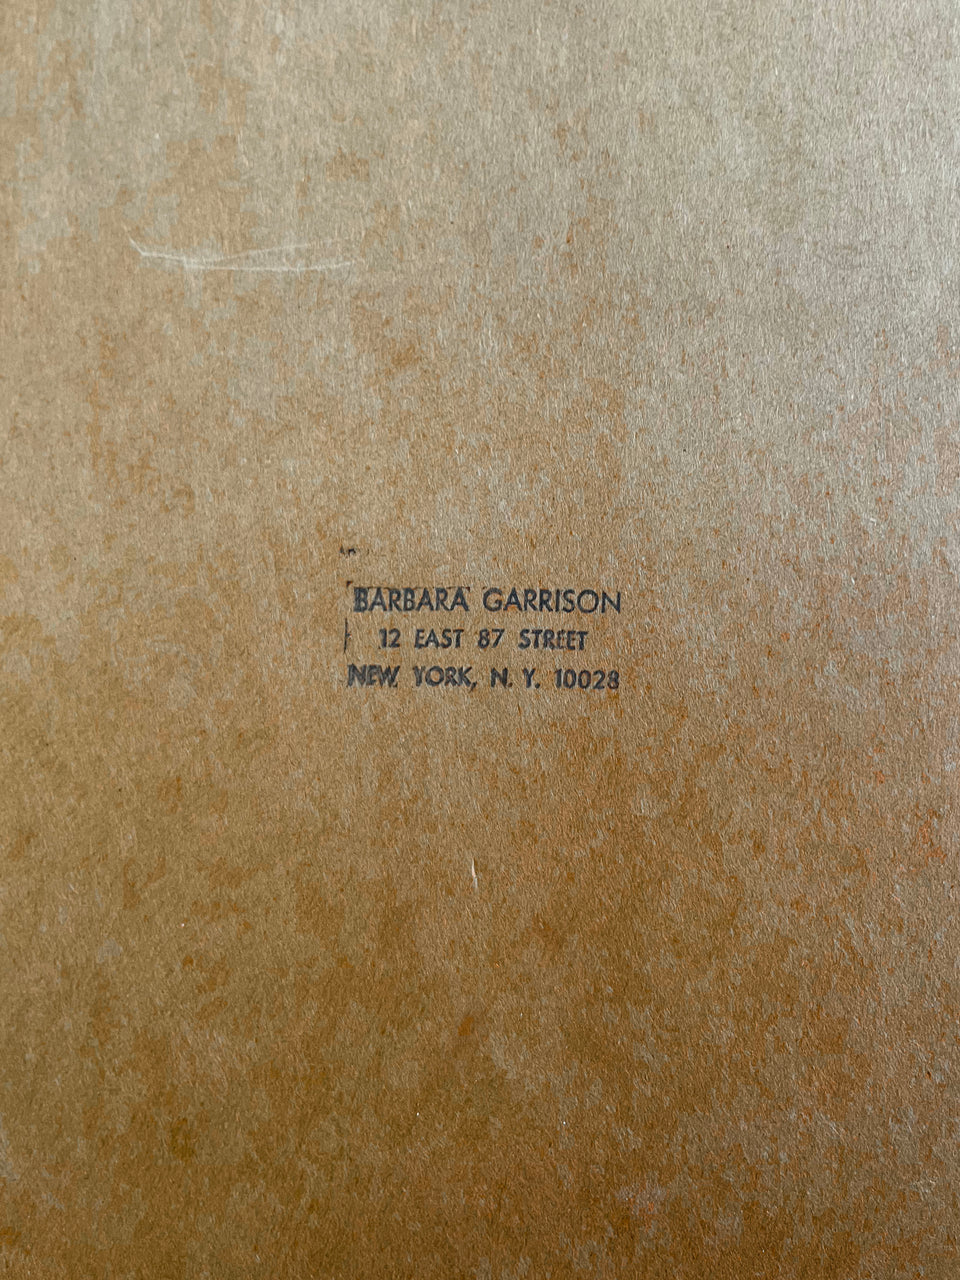 BARBARA GARRISON
12 EAST 87 STREET
NEW YORK, N. Y. 10028